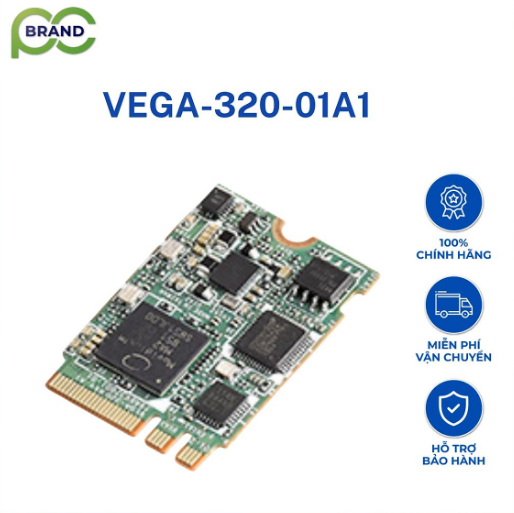 BRAND
VEGA-320-01A1
100%
CHÍNH HÃNG
MIỄN PHÍ
VẬN CHUYỂN
HỖ TRỢ
BẢO HÀNH